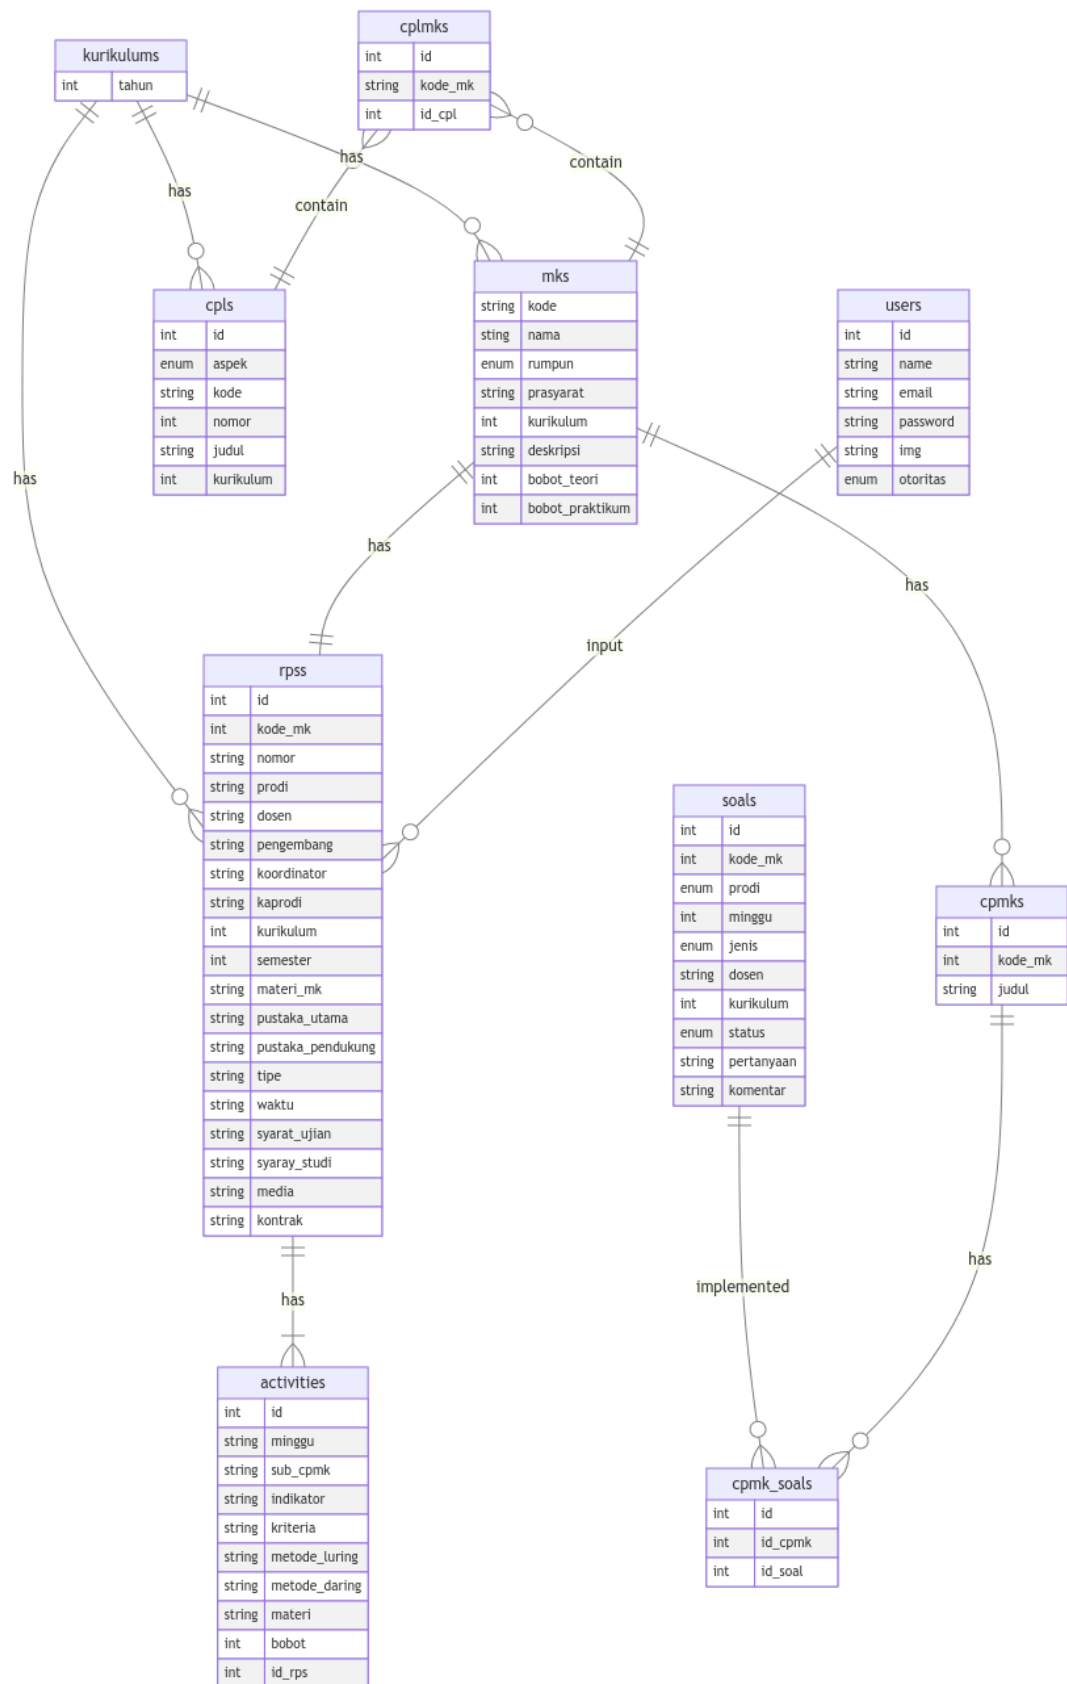 cplmks
int id
string kode_mk
int id_cpl
kurikulums
int tahun
has
contain
has
contain
cpls
int id
enum aspek
string kode
int nomor
string judul
int kurikulum
mks
string kode
sting nama
enum rumpun
string prasyarat
int kurikulum
string deskripsi
int bobot_teori
int bobot_praktikum
users
int id
string name
string email
string password
string img
enum otoritas
has
has
has
input
rpss
int id
int kode_mk
string nomor
string prodi
string dosen
string pengembang
string koordinator
string kaprodi
int kurikulum
int semester
string materi_mk
string pustaka_utama
string pustaka_pendukung
string tipe
string waktu
string syarat_ujian
string syaray_studi
string media
string kontrak
soals
int id
int kode_mk
enum prodi
int minggu
enum jenis
string dosen
int kurikulum
enum status
string pertanyaan
string komentar
cpmks
int id
int kode_mk
string judul
has
implemented
has
activities
int id
string minggu
string sub_cpmk
string indikator
string kriteria
string metode_luring
string metode_daring
string materi
int bobot
int id_rps
cpmk_soals
int id
int id_cpmk
int id_soal